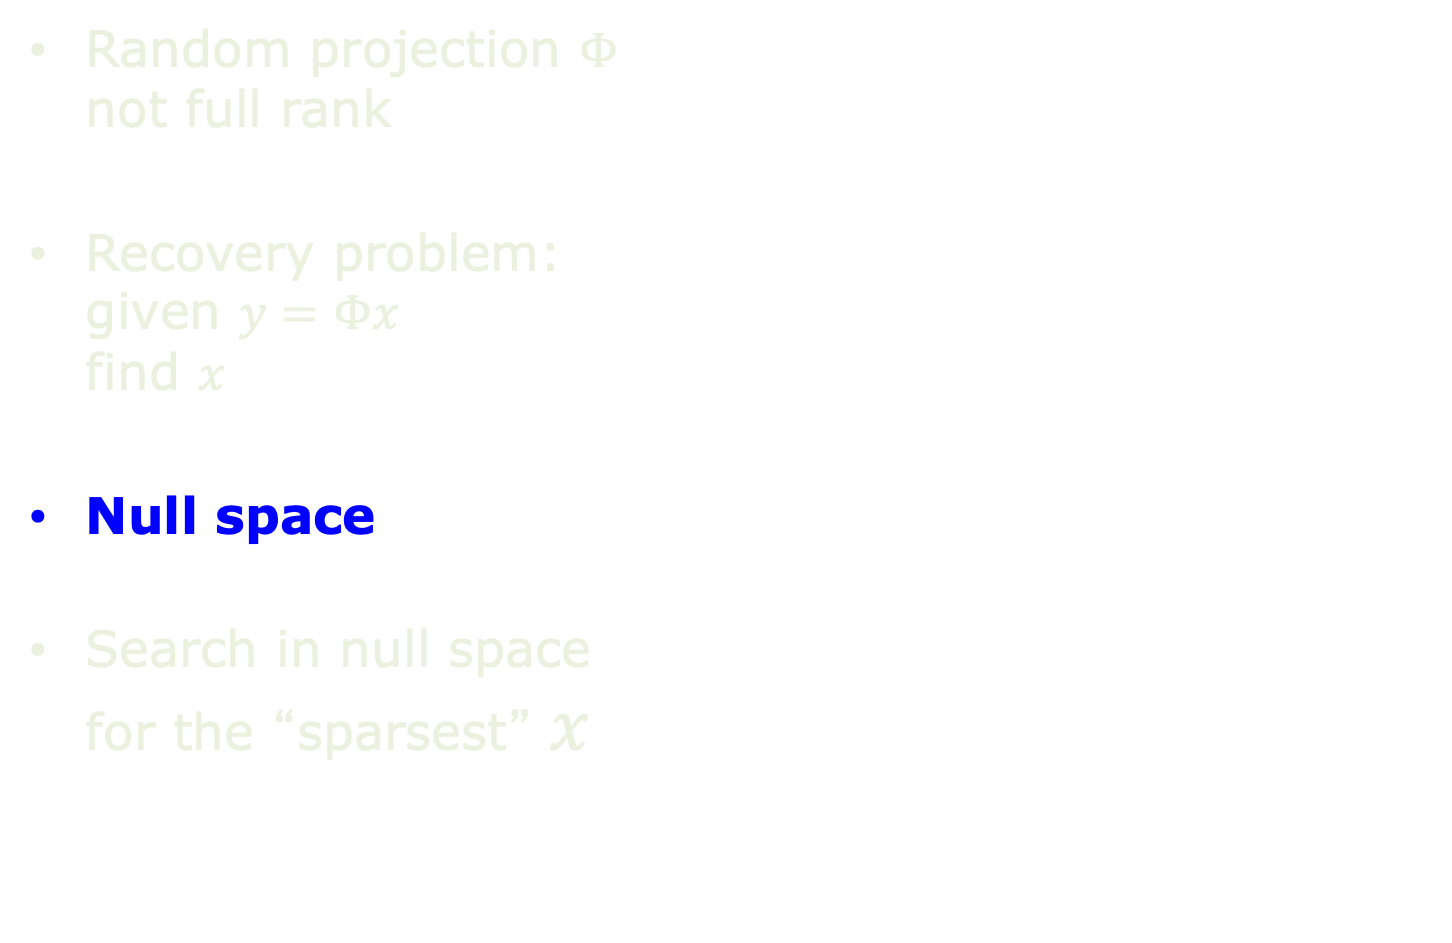 • Random projection Φ
not full rank
• Recovery problem:
given y = Φx
find x
• Null space
• Search in null space
for the “sparsest” x